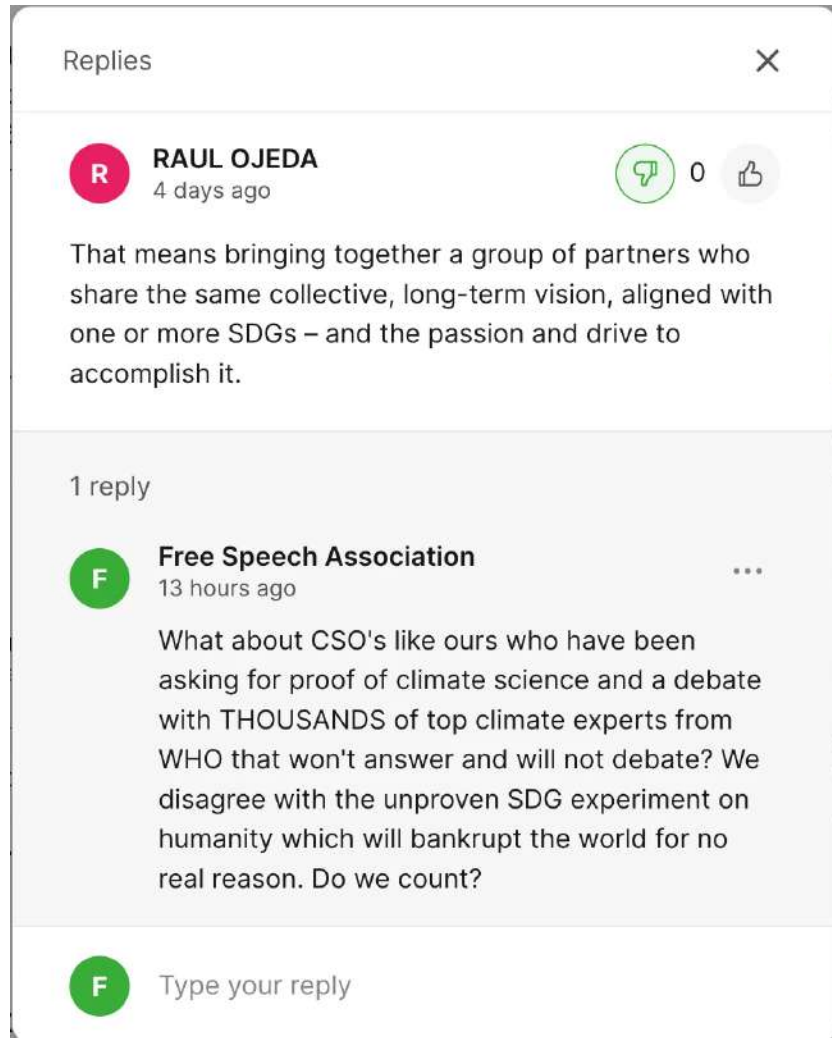 Replies
R
RAUL OJEDA
4 days ago
0
That means bringing together a group of partners who
share the same collective, long-term vision, aligned with
one or more SDGs – and the passion and drive to
accomplish it.
1 reply
F
Free Speech Association
13 hours ago
What about CSO's like ours who have been
asking for proof of climate science and a debate
with THOUSANDS of top climate experts from
WHO that won't answer and will not debate? We
disagree with the unproven SDG experiment on
humanity which will bankrupt the world for no
real reason. Do we count?
F
Type your reply